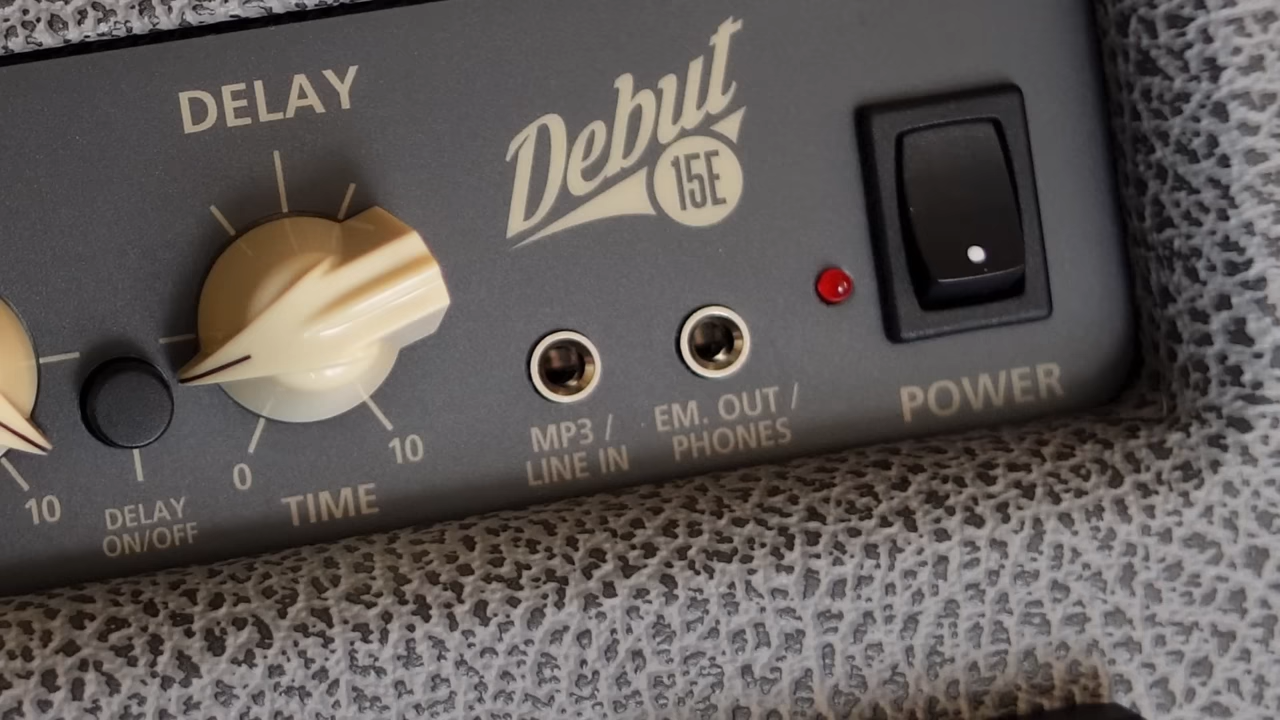 DELAY
Debut
15E
MP3 /
LINE IN
EM. OUT /
PHONES
POWER
10
DELAY
ON/OFF
0
10
TIME